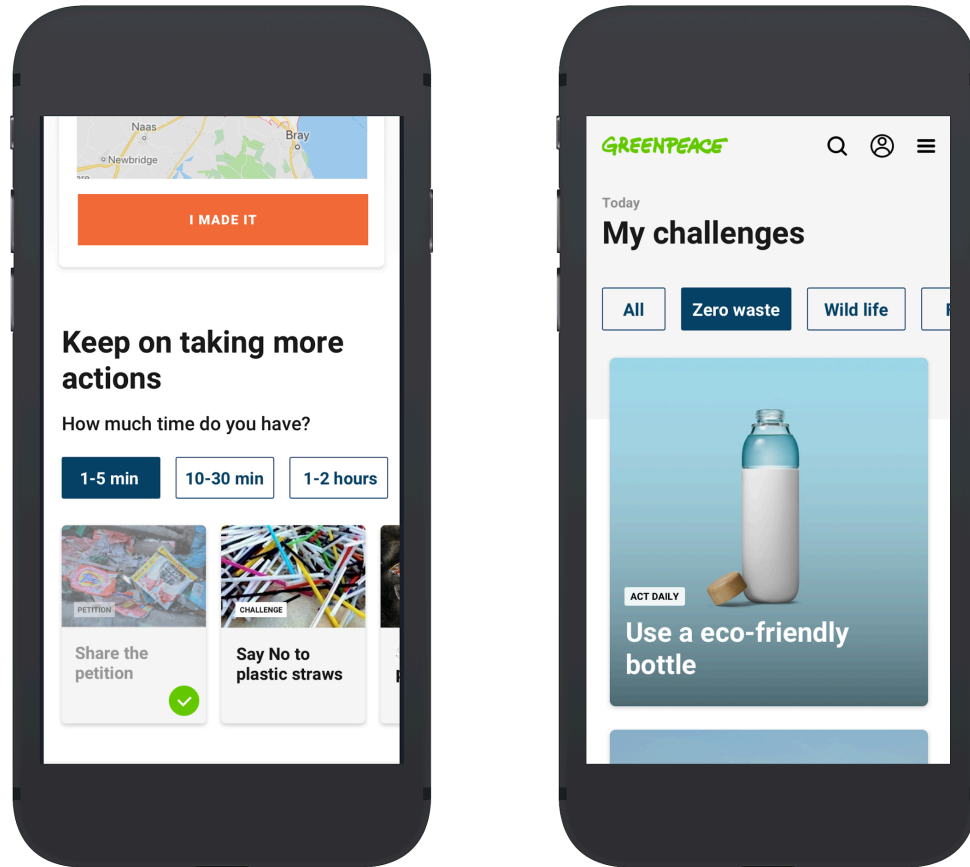 Naas
Bray
Newbridge
I MADE IT
Keep on taking more
actions
How much time do you have?
1-5 min
10-30 min
1-2 hours
PETITION
CHALLENGE
Share the
petition
Say No to
plastic straws
GREENPEACE
Today
My challenges
All
Zero waste
Wild life
ACT DAILY
Use a eco-friendly
bottle